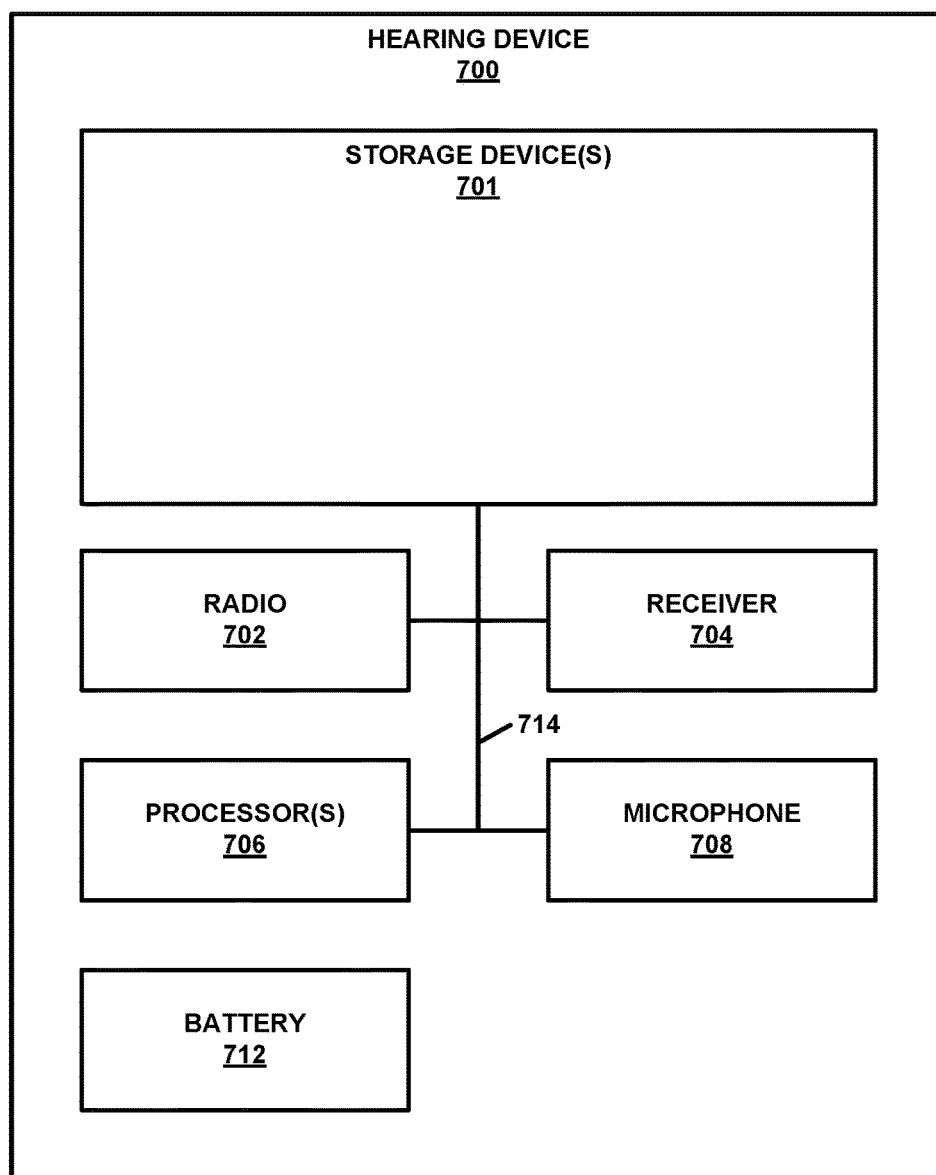 HEARING DEVICE
700
STORAGE DEVICE(S)
701
RADIO
702
RECEIVER
704
714
PROCESSOR(S)
706
MICROPHONE
708
BATTERY
712